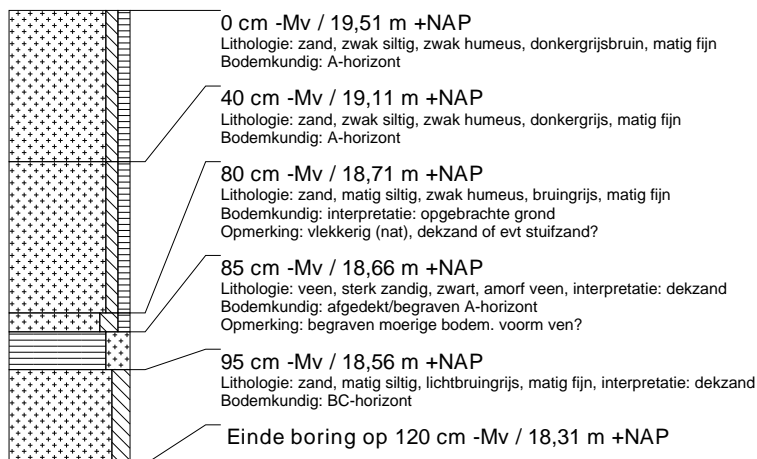 0 cm -Mv / 19,51 m +NAP
Lithologie: zand, zwak siltig, zwak humeus, donkergrijsbruin, matig fijn
Bodemkundig: A-horizont
40 cm -Mv / 19,11 m +NAP
Lithologie: zand, zwak siltig, zwak humeus, donkergrijs, matig fijn
Bodemkundig: A-horizont
80 cm -Mv / 18,71 m +NAP
Lithologie: zand, matig siltig, zwak humeus, bruingrijs, matig fijn
Bodemkundig: interpretatie: opgebrachte grond
Opmerking: vlekkerig (nat), dekzand of evt stuifzand?
85 cm -Mv / 18,66 m +NAP
Lithologie: veen, sterk zandig, zwart, amorf veen, interpretatie: dekzand
Bodemkundig: afgedekt/begraven A-horizont
Opmerking: begraven moerige bodem. voorm ven?
95 cm -Mv / 18,56 m +NAP
Lithologie: zand, matig siltig, lichtbruingrijs, matig fijn, interpretatie: dekzand
Bodemkundig: BC-horizont
Einde boring op 120 cm -Mv / 18,31 m +NAP